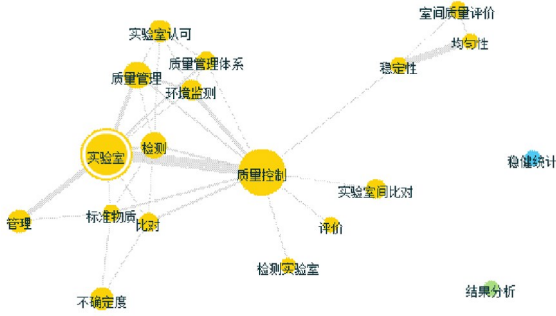 室间质量评价
实验室认可
均匀性
质量管理体系
稳定性
质量管理
环境监测
检测
实验室
稳健统计
质量控制
实验室间比对
标准物质
管理
比对
评价
检测实验室
结果分析
不确定度